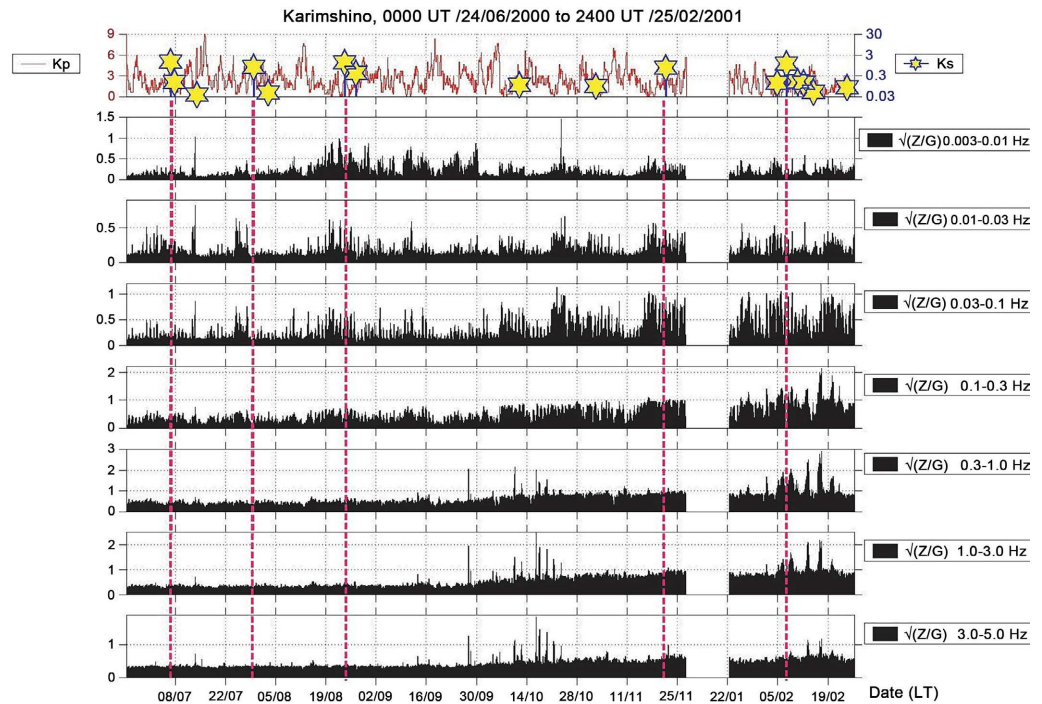 Karimshino, 0000 UT /24/06/2000 to 2400 UT /25/02/2001
Kp
9
6
3
0
30
3
0.3
0.03
Ks
1.5
1
0.5
0
√(Z/G) 0.003-0.01 Hz
0.5
0
√(Z/G) 0.01-0.03 Hz
1
0.5
0
√(Z/G) 0.03-0.1 Hz
2
1
0
√(Z/G) 0.1-0.3 Hz
3
2
1
0
√(Z/G) 0.3-1.0 Hz
2
1
0
√(Z/G) 1.0-3.0 Hz
1
0
√(Z/G) 3.0-5.0 Hz
08/07 22/07 05/08 19/08 02/09 16/09 30/09 14/10 28/10 11/11 25/11 22/01 05/02 19/02 Date (LT)